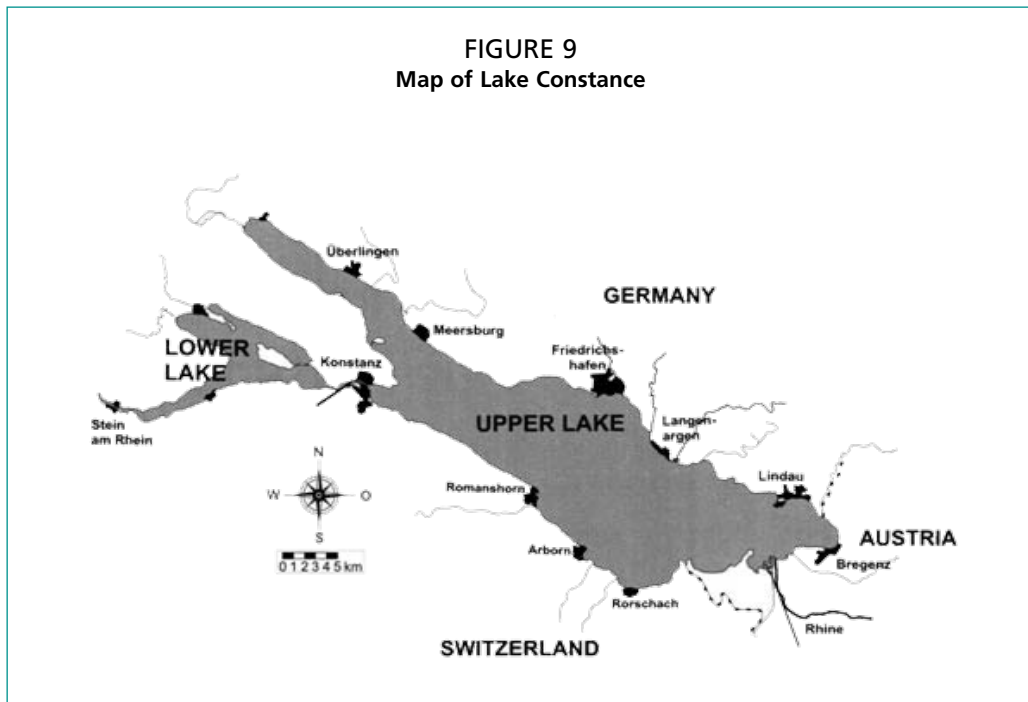 FIGURE 9
Map of Lake Constance
Überlingen
GERMANY
Meersburg
LOWER
LAKE
Konstanz
Friedrichs-
hafen
Stein
am Rhein
UPPER LAKE
Langen-
argen
N
W
O
S
Romanshorn
Lindau
0 1 2 3 4 5 km
Arborn
AUSTRIA
Bregenz
Rorschach
Rhine
SWITZERLAND